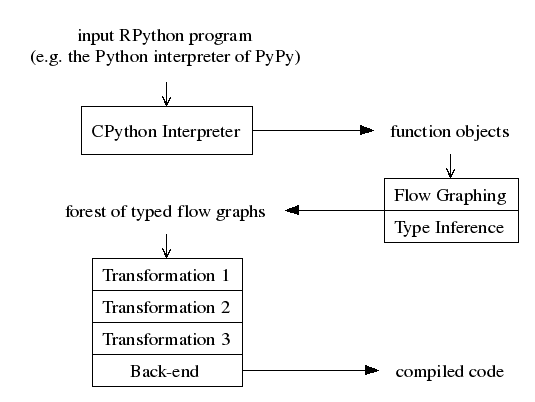 input RPython program
(e.g. the Python interpreter of PyPy)
CPython Interpreter
function objects
Flow Graphing
Type Inference
forest of typed flow graphs
Transformation 1
Transformation 2
Transformation 3
Back-end
compiled code